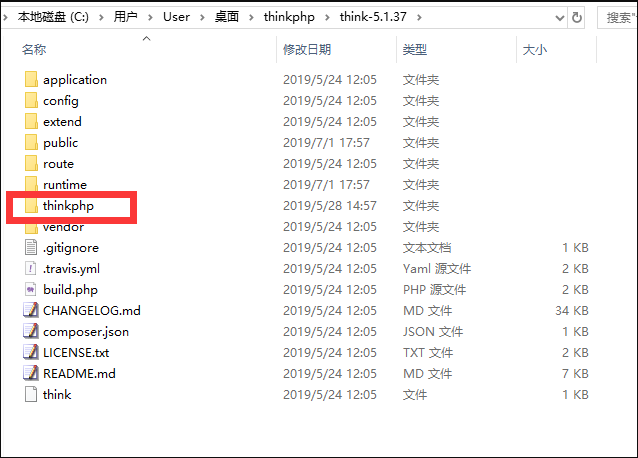 本地磁盘 (C:) > 用户 > User > 桌面 > thinkphp > think-5.1.37 > 搜索"
名称 修改日期 类型 大小
application 2019/5/24 12:05 文件夹
config 2019/5/24 12:05 文件夹
extend 2019/5/24 12:05 文件夹
public 2019/7/1 17:57 文件夹
route 2019/5/24 12:05 文件夹
runtime 2019/7/1 17:57 文件夹
thinkphp 2019/5/28 14:57 文件夹
vendor 2019/5/24 12:05 文件夹
.gitignore 2019/5/24 12:05 文本文档 1 KB
.travis.yml 2019/5/24 12:05 Yaml 源文件 2 KB
build.php 2019/5/24 12:05 PHP 源文件 2 KB
CHANGELOG.md 2019/5/24 12:05 MD 文件 34 KB
composer.json 2019/5/24 12:05 JSON 文件 1 KB
LICENSE.txt 2019/5/24 12:05 TXT 文件 2 KB
README.md 2019/5/24 12:05 MD 文件 7 KB
think 2019/5/24 12:05 文件 1 KB